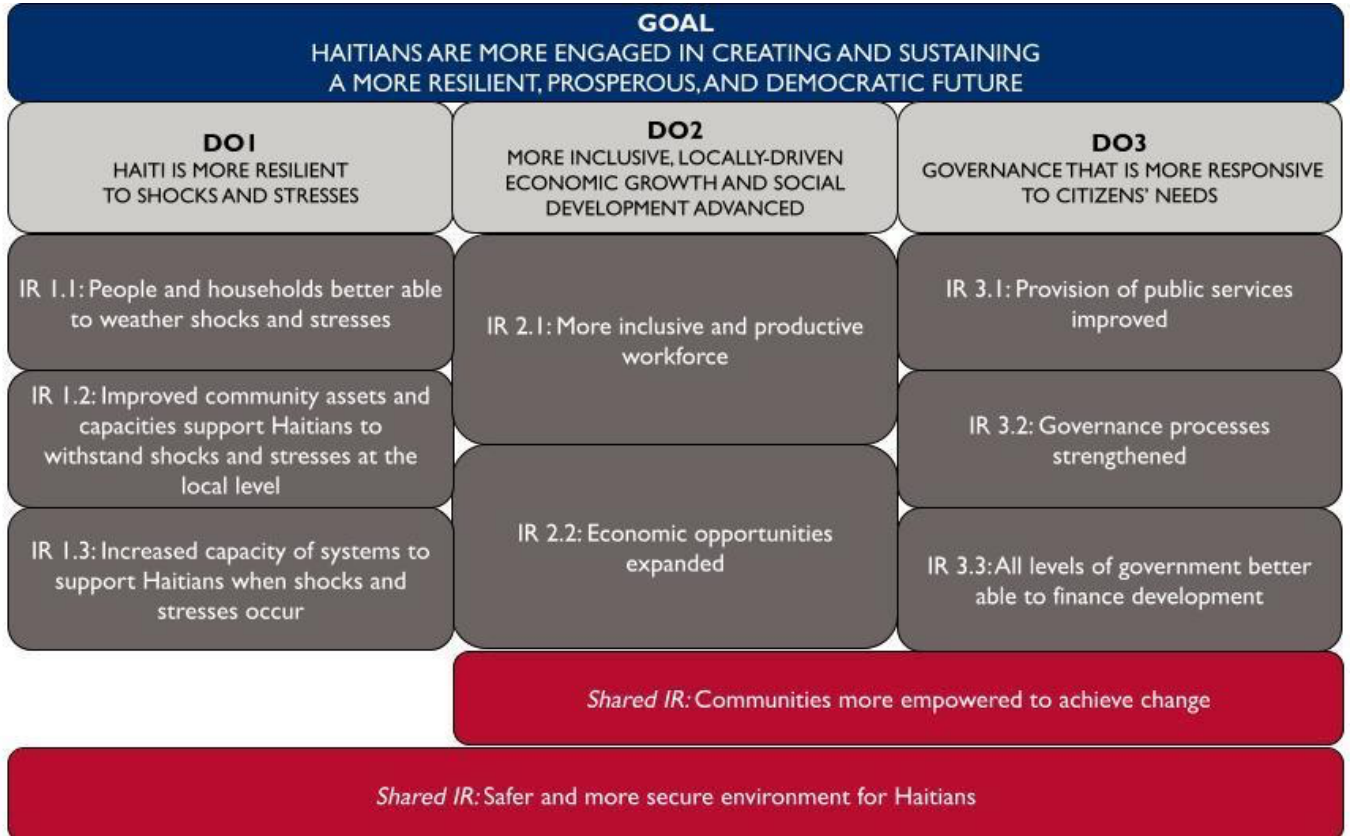 GOAL
HAITIANS ARE MORE ENGAGED IN CREATING AND SUSTAINING
A MORE RESILIENT, PROSPEROUS, AND DEMOCRATIC FUTURE
DO1
HAITI IS MORE RESILIENT
TO SHOCKS AND STRESSES
DO2
MORE INCLUSIVE, LOCALLY-DRIVEN
ECONOMIC GROWTH AND SOCIAL
DEVELOPMENT ADVANCED
DO3
GOVERNANCE THAT IS MORE RESPONSIVE
TO CITIZENS' NEEDS
IR 1.1: People and households better able
to weather shocks and stresses
IR 1.2: Improved community assets and
capacities support Haitians to
withstand shocks and stresses at the
local level
IR 1.3: Increased capacity of systems to
support Haitians when shocks and
stresses occur
IR 2.1: More inclusive and productive
workforce
IR 2.2: Economic opportunities
expanded
IR 3.1: Provision of public services
improved
IR 3.2: Governance processes
strengthened
IR 3.3: All levels of government better
able to finance development
Shared IR: Communities more empowered to achieve change
Shared IR: Safer and more secure environment for Haitians